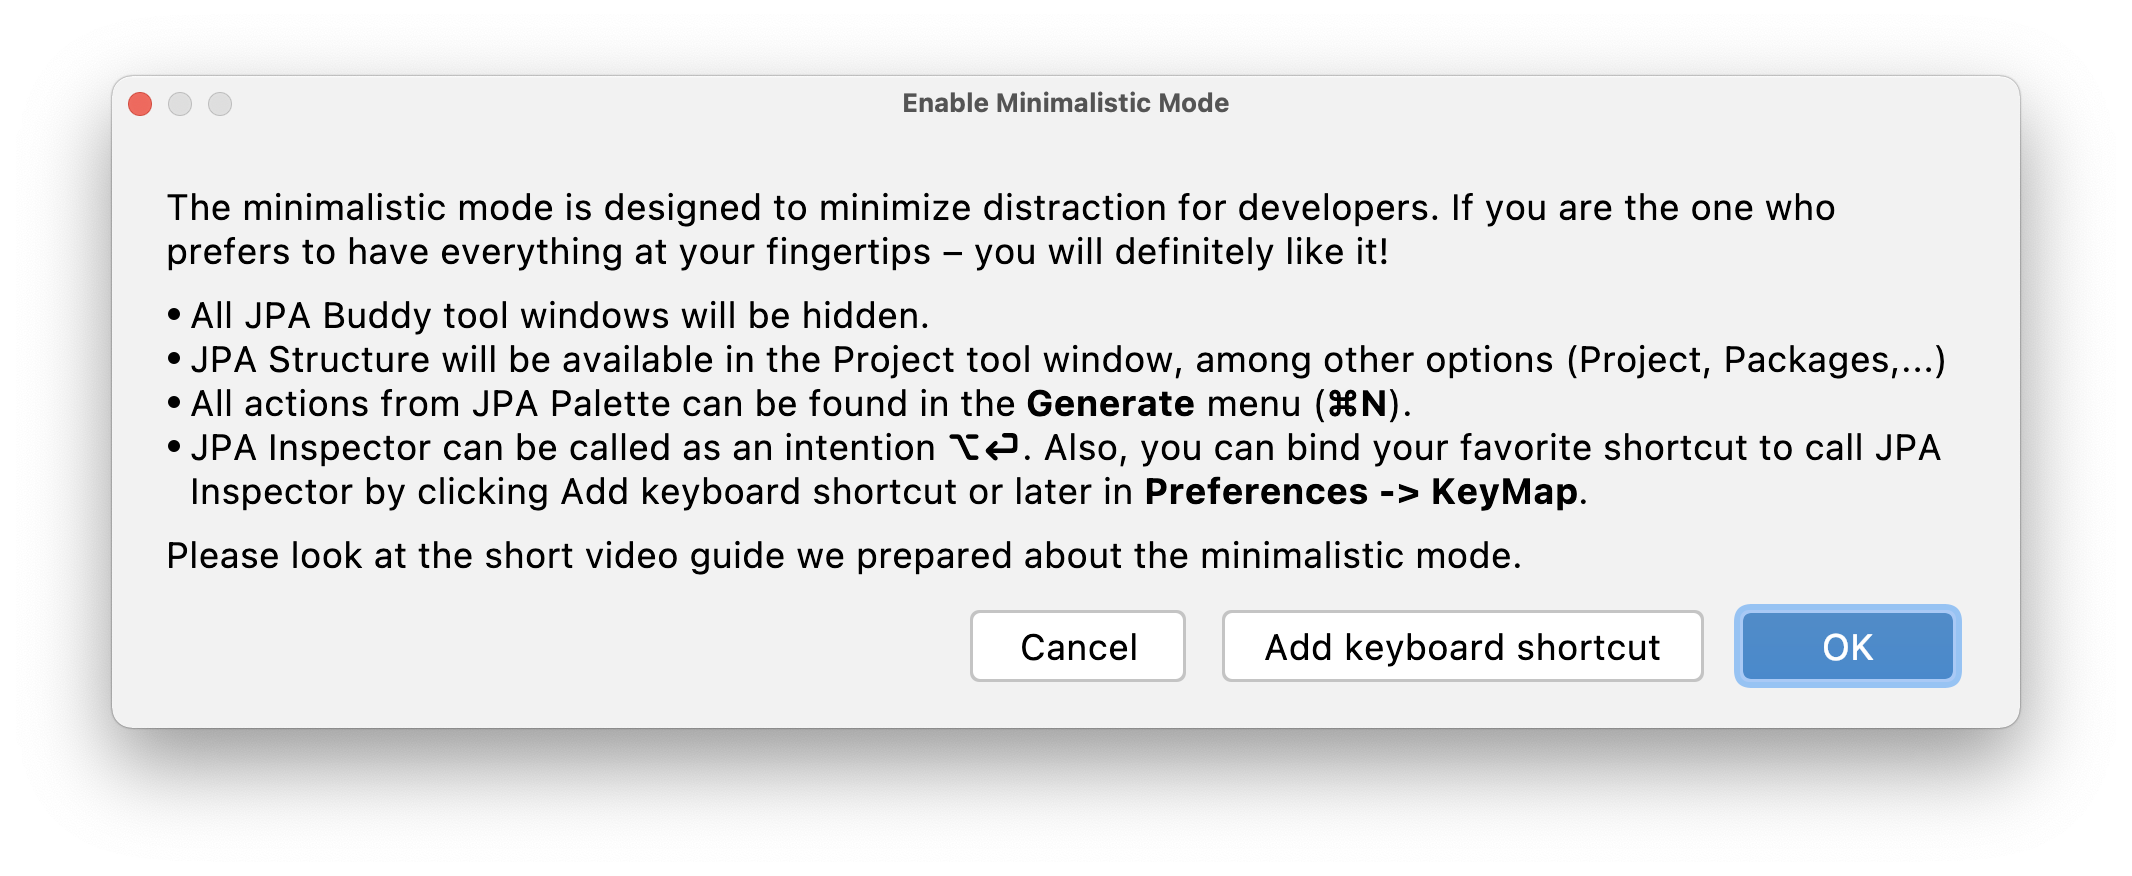 Enable Minimalistic Mode
The minimalistic mode is designed to minimize distraction for developers. If you are the one who
prefers to have everything at your fingertips – you will definitely like it!
• All JPA Buddy tool windows will be hidden.
• JPA Structure will be available in the Project tool window, among other options (Project, Packages,...)
• All actions from JPA Palette can be found in the Generate menu (⌘N).
• JPA Inspector can be called as an intention ⌥⏎. Also, you can bind your favorite shortcut to call JPA
Inspector by clicking Add keyboard shortcut or later in Preferences -> KeyMap.
Please look at the short video guide we prepared about the minimalistic mode.
Cancel
Add keyboard shortcut
OK